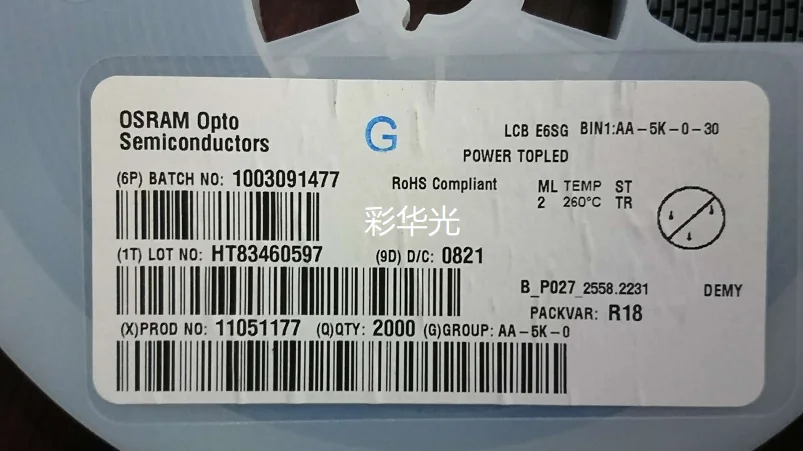 OSRAM Opto
Semiconductors
G
LCB E6SG BIN1:AA-5K-0-30
POWER TOPLED
(6P) BATCH NO: 1003091477
RoHS Compliant
ML TEMP ST
2 260°C TR
彩华光
(1T) LOT NO: HT83460597 (9D) D/C: 0821
B_P027_2558.2231 DEMY
PACKVAR: R18
(X)PROD NO: 11051177 (Q)QTY: 2000 (G)GROUP: AA-5K-0